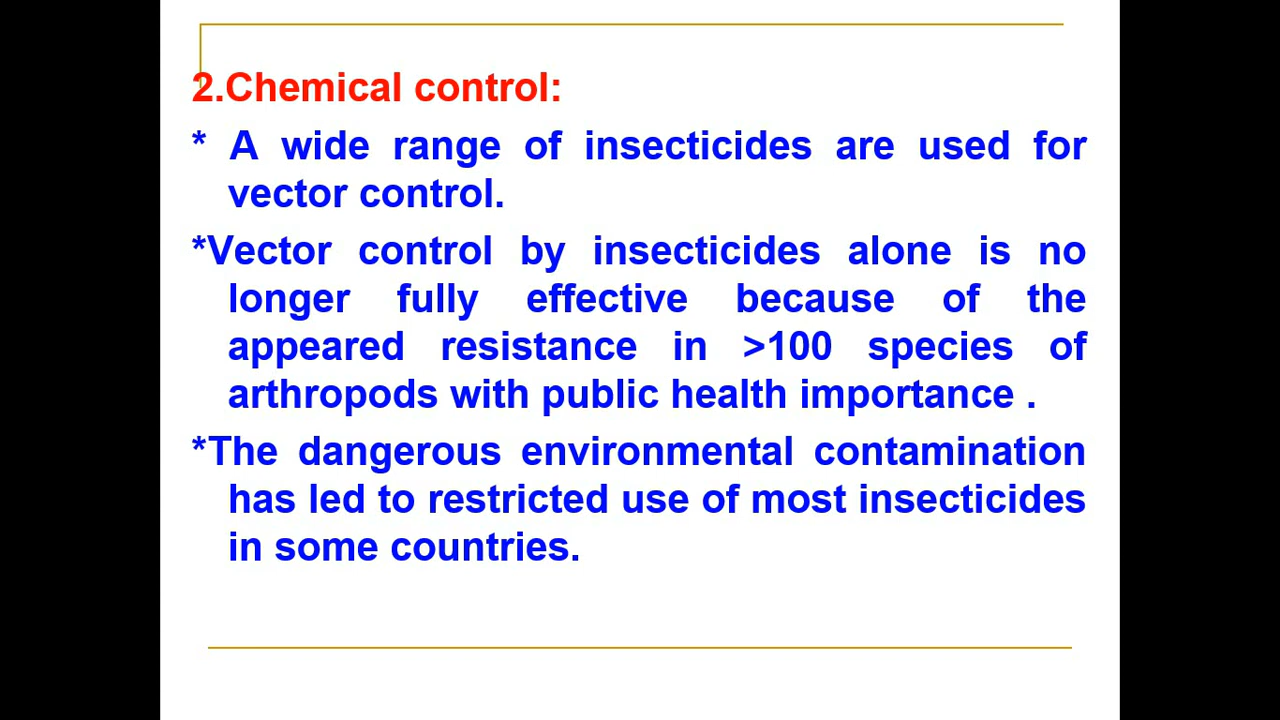 2.Chemical control:
* A wide range of insecticides are used for
vector control.
*Vector control by insecticides alone is no
longer fully effective because of the
appeared resistance in >100 species of
arthropods with public health importance .
*The dangerous environmental contamination
has led to restricted use of most insecticides
in some countries.